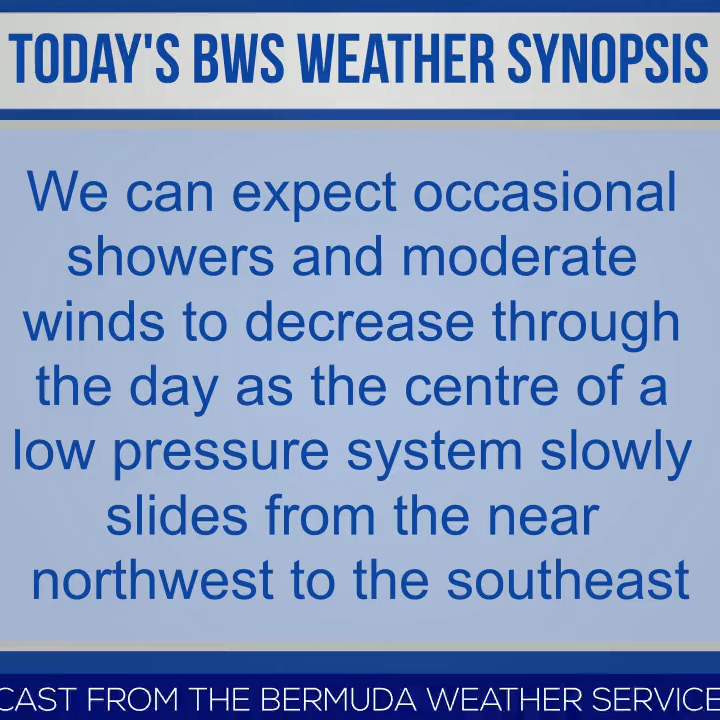 TODAY'S BWS WEATHER SYNOPSIS
We can expect occasional
showers and moderate
winds to decrease through
the day as the centre of a
low pressure system slowly
slides from the near
northwest to the southeast
CAST FROM THE BERMUDA WEATHER SERVICE